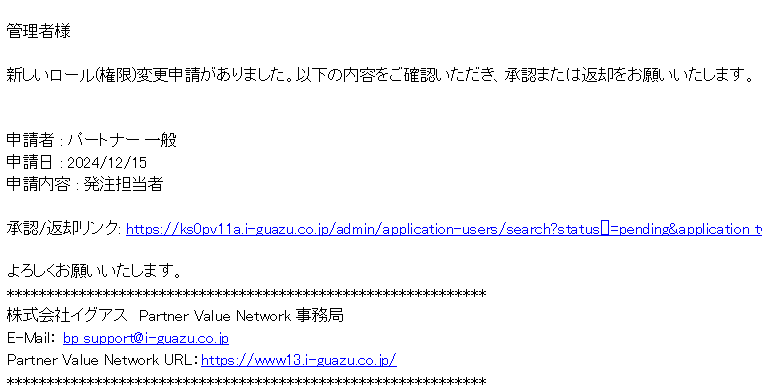 管理者様
新しいロール(権限)変更申請がありました。以下の内容をご確認いただき、承認または返却をお願いいたします。
申請者 : パートナー 一般
申請日 : 2024/12/15
申請内容 : 発注担当者
承認/返却リンク: https://ks0pv11a.i-guazu.co.jp/admin/application-users/search?status[]=pending&application_ty
よろしくお願いいたします。
************************************************************
株式会社イグアス Partner Value Network 事務局
E-Mail: bp_support@i-guazu.co.jp
Partner Value Network URL:https://www13.i-guazu.co.jp/
************************************************************